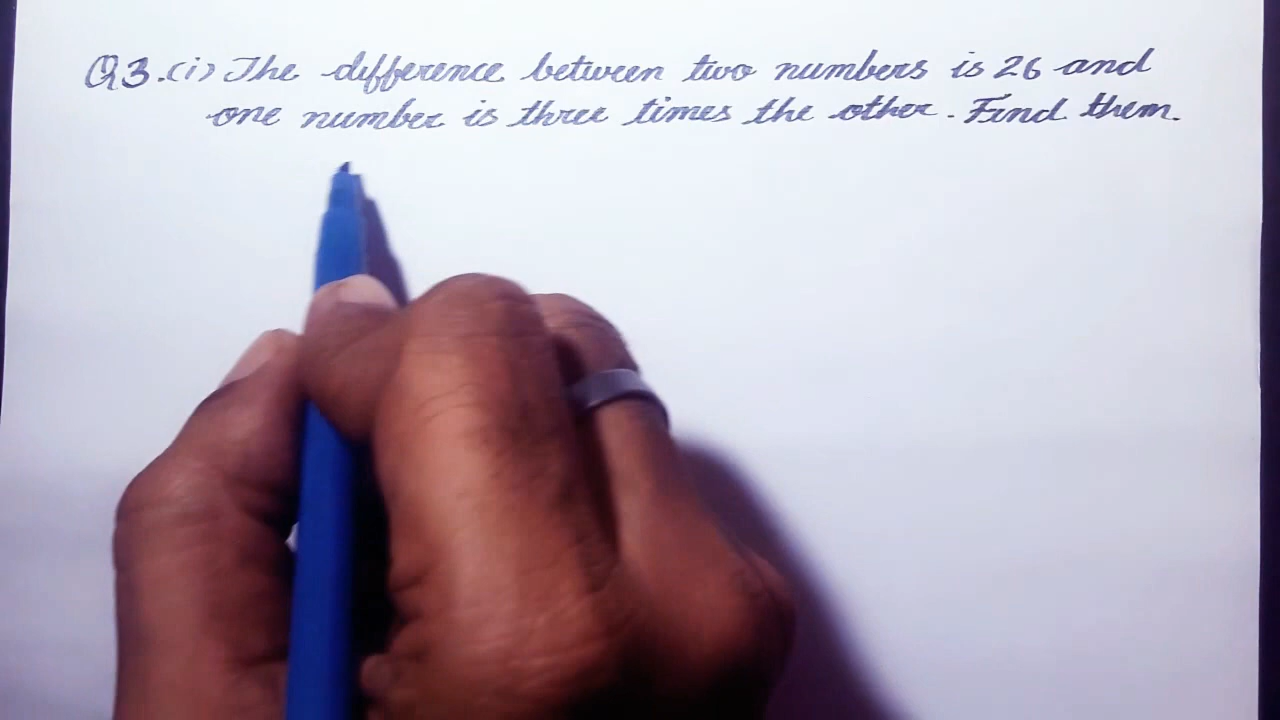 Q3.(i) The difference between two numbers is 26 and
one number is three times the other. Find them.